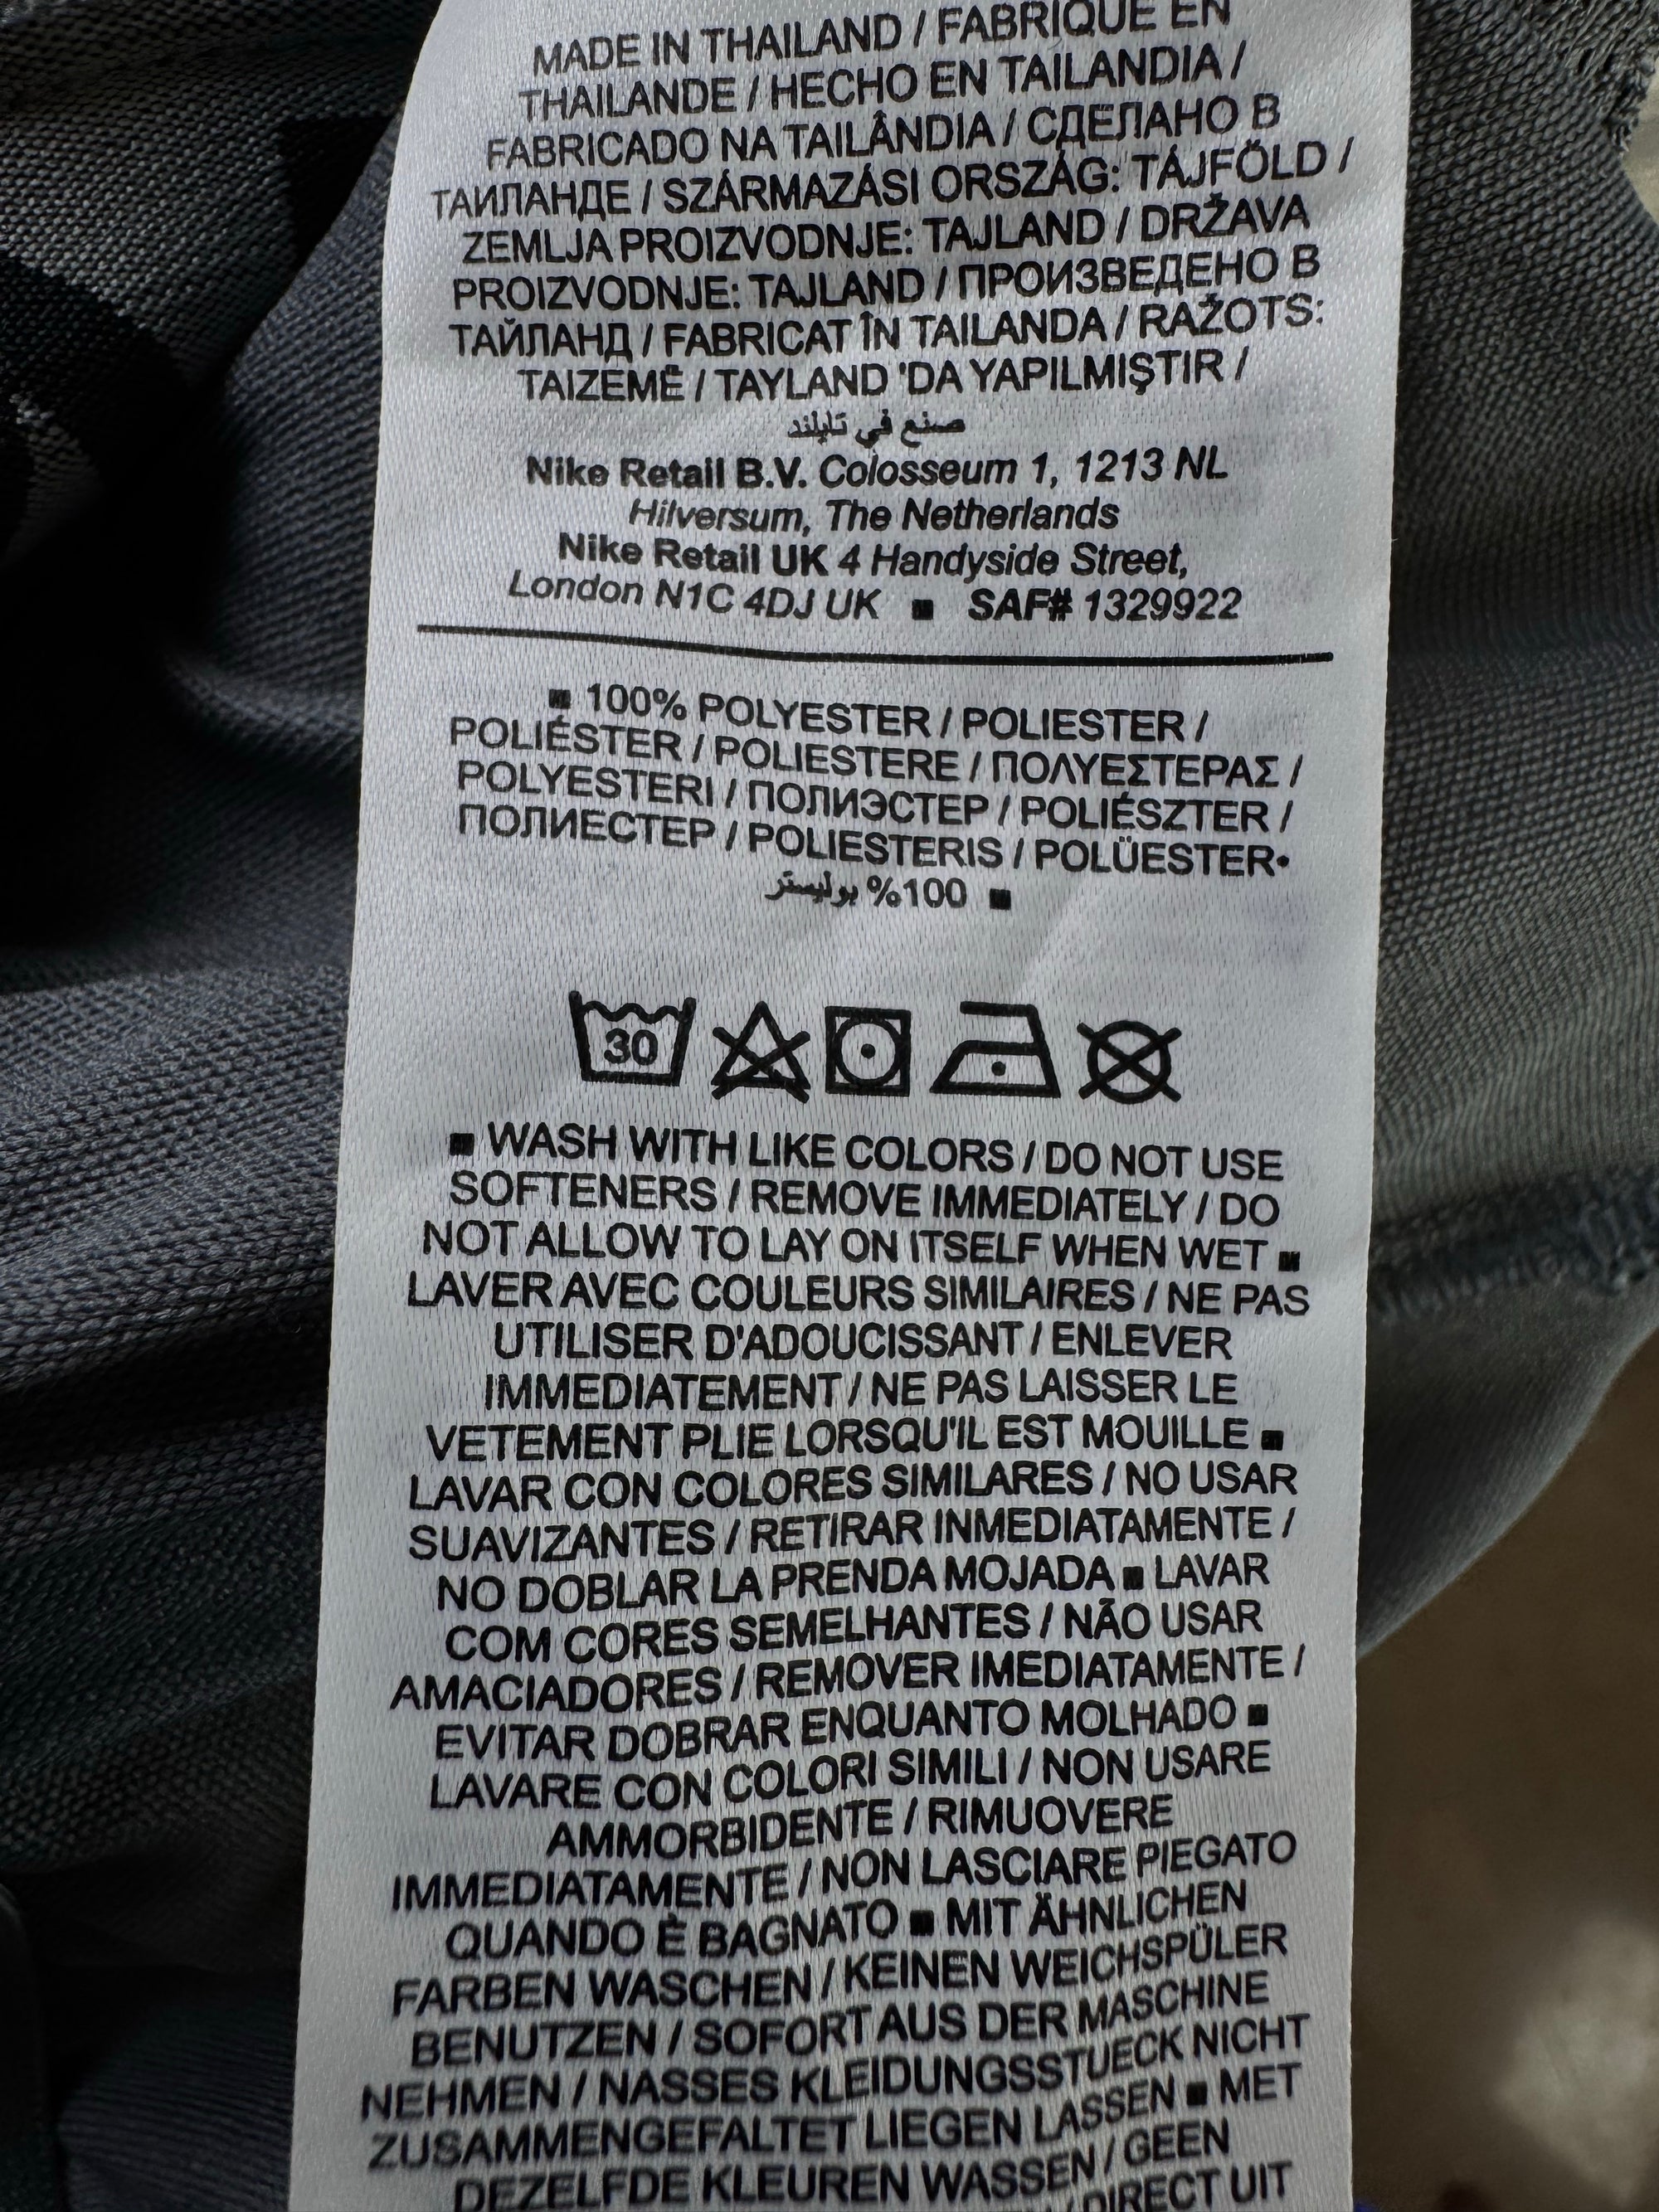 MADE IN THAILAND / FABRIQUÉ EN
THAILANDE / HECHO EN TAILANDIA /
FABRICADO NA TAILÂNDIA / СДЕЛАНО В
ТАИЛАНДЕ / SZÁRMAZÁSI ORSZÁG: TÁJFÖLD /
ZEMLJA PROIZVODNJE: TAJLAND / DRŽAVA
PROIZVODNJE: TAJLAND / ПРОИЗВЕДЕНО В
ТАЙЛАНД / FABRICAT ÎN TAILANDA / RAŽOTS:
TAIZEMĒ / TAYLAND 'DA YAPILMIŞTIR /
صنع في تايلند
Nike Retail B.V. Colosseum 1, 1213 NL
Hilversum, The Netherlands
Nike Retail UK 4 Handyside Street,
London N1C 4DJ UK ■ SAF# 1329922
■ 100% POLYESTER / POLIESTER /
POLIÉSTER / POLIESTERE / ΠΟΛΥΕΣΤΕΡΑΣ /
POLYESTERI / ПОЛИЭСТЕР / POLIÉSZTER /
ПОЛИЕСТЕР / POLIESTERIS / POLÜESTER•
■ 100% بوليستر
30
■ WASH WITH LIKE COLORS / DO NOT USE
SOFTENERS / REMOVE IMMEDIATELY / DO
NOT ALLOW TO LAY ON ITSELF WHEN WET ■
LAVER AVEC COULEURS SIMILAIRES / NE PAS
UTILISER D'ADOUCISSANT / ENLEVER
IMMEDIATEMENT / NE PAS LAISSER LE
VETEMENT PLIE LORSQU'IL EST MOUILLE ■
LAVAR CON COLORES SIMILARES / NO USAR
SUAVIZANTES / RETIRAR INMEDIATAMENTE /
NO DOBLAR LA PRENDA MOJADA ■ LAVAR
COM CORES SEMELHANTES / NÃO USAR
AMACIADORES / REMOVER IMEDIATAMENTE /
EVITAR DOBRAR ENQUANTO MOLHADO ■
LAVARE CON COLORI SIMILI / NON USARE
AMMORBIDENTE / RIMUOVERE
IMMEDIATAMENTE / NON LASCIARE PIEGATO
QUANDO È BAGNATO ■ MIT ÄHNLICHEN
FARBEN WASCHEN / KEINEN WEICHSPÜLER
BENUTZEN / SOFORT AUS DER MASCHINE
NEHMEN / NASSES KLEIDUNGSSTUECK NICHT
ZUSAMMENGEFALTET LIEGEN LASSEN ■ MET
DEZELFDE KLEUREN WASSEN / GEEN
/ DIRECT UIT